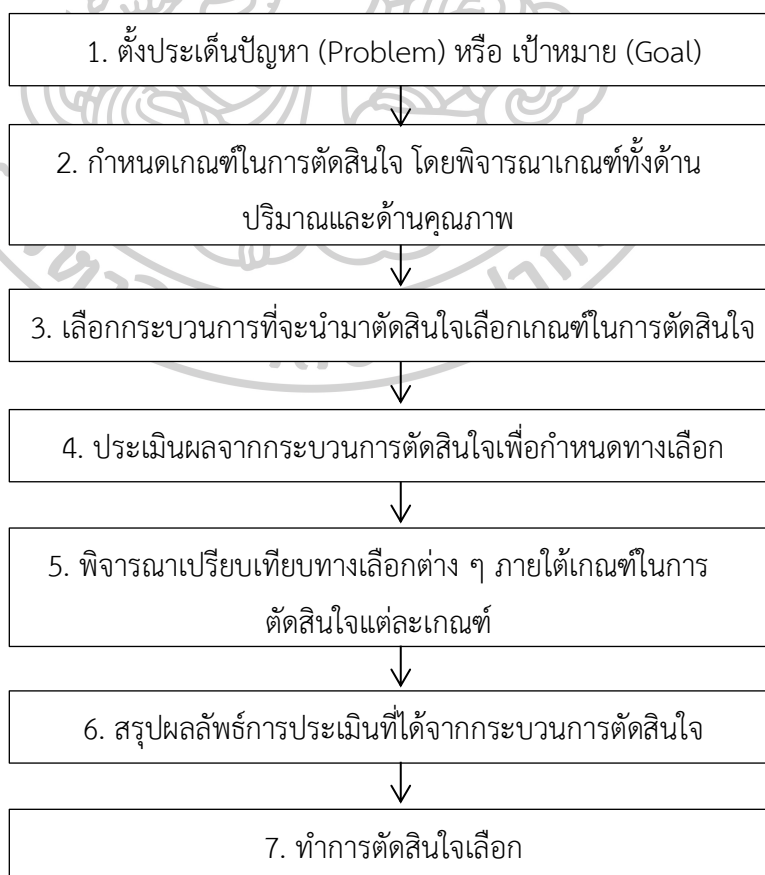 1. ตั้งประเด็นปัญหา (Problem) หรือ เป้าหมาย (Goal)
2. กำหนดเกณฑ์ในการตัดสินใจ โดยพิจารณาเกณฑ์ทั้งด้าน
ปริมาณและด้านคุณภาพ
3. เลือกกระบวนการที่จะนำมาตัดสินใจเลือกเกณฑ์ในการตัดสินใจ
4. ประเมินผลจากกระบวนการตัดสินใจเพื่อกำหนดทางเลือก
5. พิจารณาเปรียบเทียบทางเลือกต่าง ๆ ภายใต้เกณฑ์ในการ
ตัดสินใจแต่ละเกณฑ์
6. สรุปผลลัพธ์การประเมินที่ได้จากกระบวนการตัดสินใจ
7. ทำการตัดสินใจเลือก